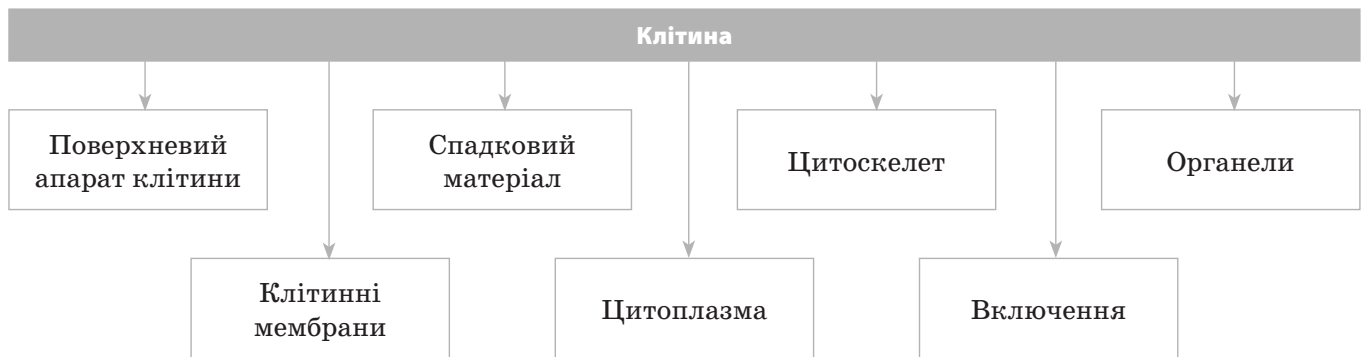 Клітина
Поверхневий
апарат клітини
Спадковий
матеріал
Цитоскелет
Органели
Клітинні
мембрани
Цитоплазма
Включення